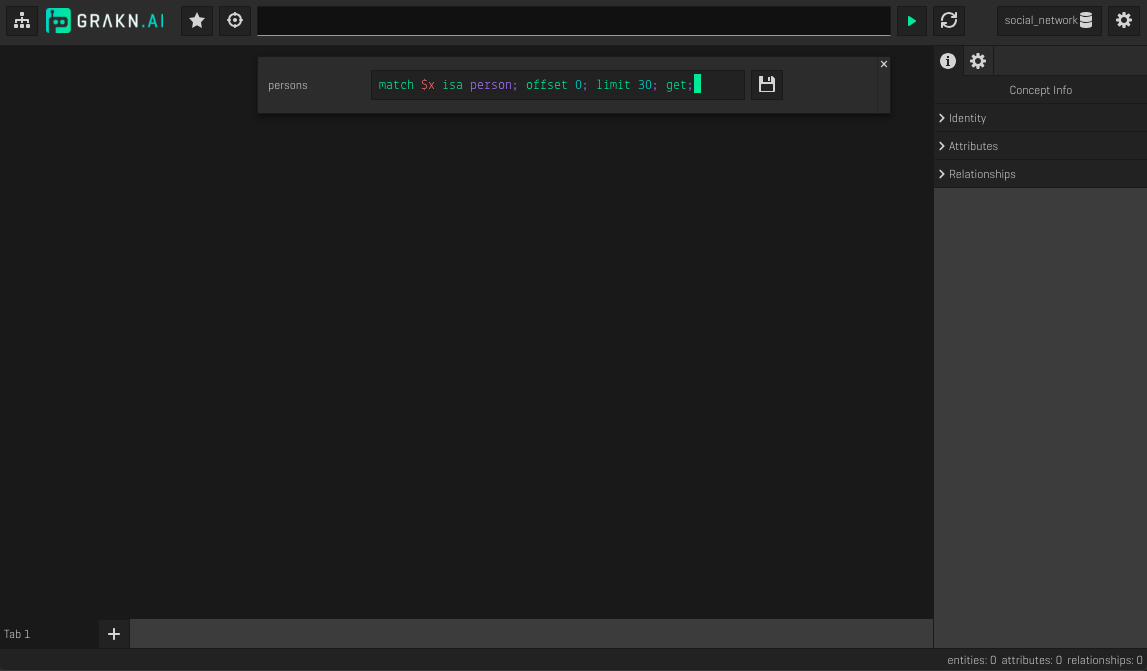 GRAKN.AI
social_network
persons
match $x isa person; offset 0; limit 30; get;
Concept Info
Identity
Attributes
Relationships
Tab 1
entities: 0 attributes: 0 relationships: 0